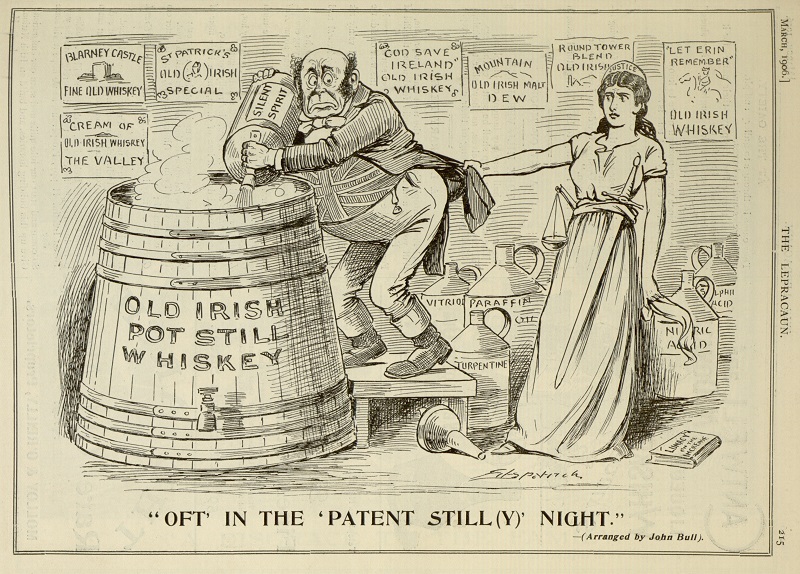 BLARNEY CASTLE
FINE OLD WHISKEY
ST PATRICK'S
OLD IRISH
SPECIAL
CREAM OF
OLD IRISH WHISKEY
THE VALLEY
SILENT
SPIRIT
"GOD SAVE
IRELAND"
OLD IRISH
WHISKEY
MOUNTAIN
OLD IRISH MALT
DEW
ROUND TOWER
BLEND
OLD IRISH
JUSTICE
"LET ERIN
REMEMBER"
OLD IRISH
WHISKEY
OLD IRISH
POT STILL
WHISKEY
VITRIOL
PARAFFIN
OIL
TURPENTINE
ACID
NITRIC
ACID
Fitzpatrick
"OFT' IN THE 'PATENT STILL(Y)' NIGHT."
—(Arranged by John Bull).
MARCH, 1906.]
THE LEPRACAUN.
215